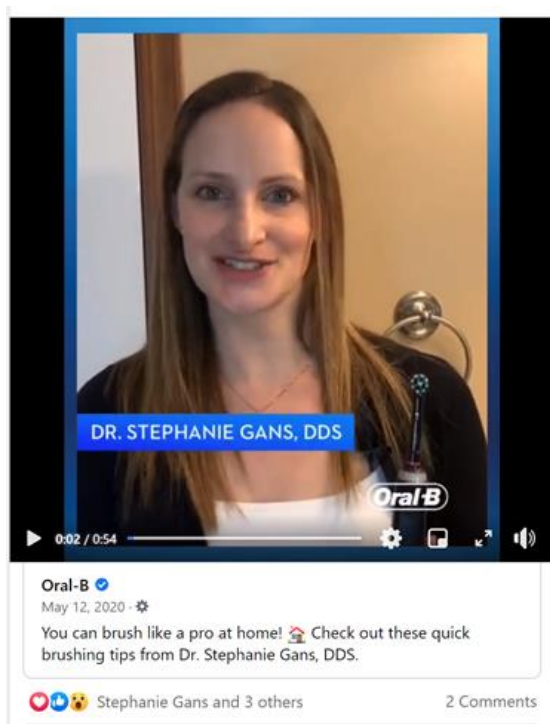 DR. STEPHANIE GANS, DDS
Oral-B
0:02 / 0:54
Oral-B
May 12, 2020 ·
You can brush like a pro at home! 🏠 Check out these quick
brushing tips from Dr. Stephanie Gans, DDS.
Stephanie Gans and 3 others 2 Comments